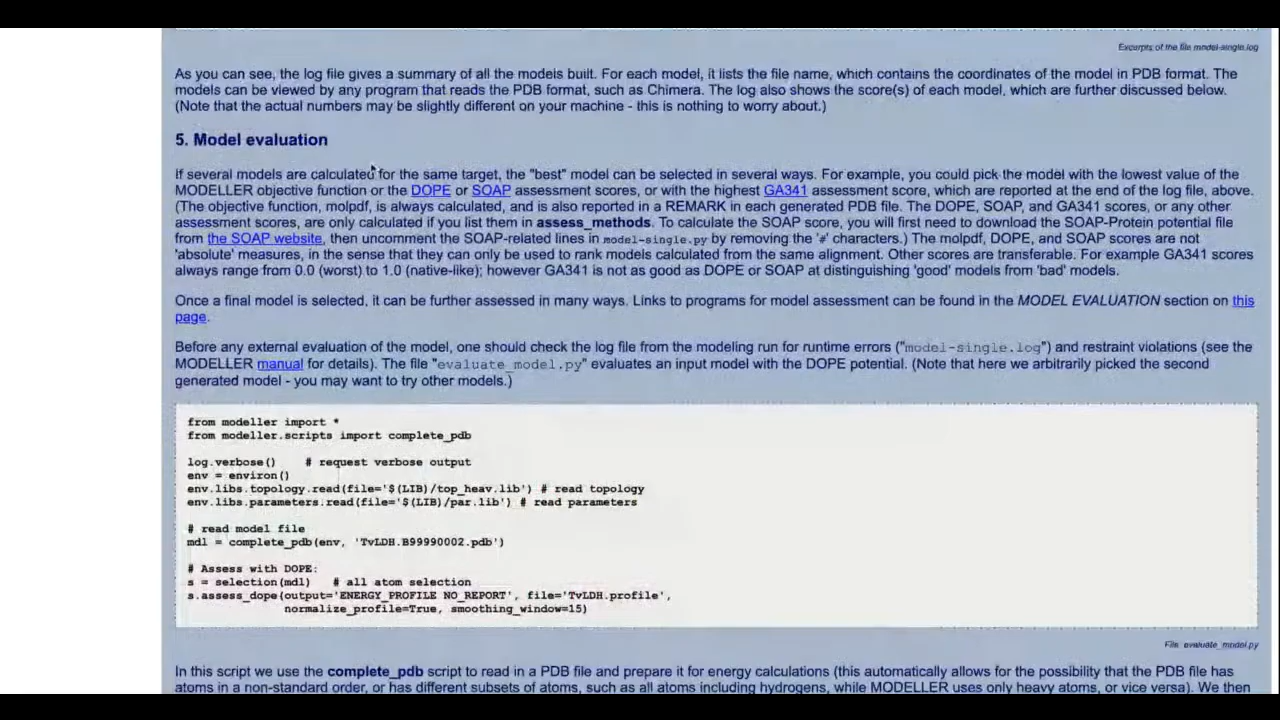 Excerpts of the file model-single.log
As you can see, the log file gives a summary of all the models built. For each model, it lists the file name, which contains the coordinates of the model in PDB format. The
models can be viewed by any program that reads the PDB format, such as Chimera. The log also shows the score(s) of each model, which are further discussed below.
(Note that the actual numbers may be slightly different on your machine - this is nothing to worry about.)
5. Model evaluation
If several models are calculated for the same target, the "best" model can be selected in several ways. For example, you could pick the model with the lowest value of the
MODELLER objective function or the DOPE or SOAP assessment scores, or with the highest GA341 assessment score, which are reported at the end of the log file, above.
(The objective function, molpdf, is always calculated, and is also reported in a REMARK in each generated PDB file. The DOPE, SOAP, and GA341 scores, or any other
assessment scores, are only calculated if you list them in assess_methods. To calculate the SOAP score, you will first need to download the SOAP-Protein potential file
from the SOAP website, then uncomment the SOAP-related lines in model-single.py by removing the '#' characters.) The molpdf, DOPE, and SOAP scores are not
'absolute' measures, in the sense that they can only be used to rank models calculated from the same alignment. Other scores are transferable. For example GA341 scores
always range from 0.0 (worst) to 1.0 (native-like); however GA341 is not as good as DOPE or SOAP at distinguishing 'good' models from 'bad' models.
Once a final model is selected, it can be further assessed in many ways. Links to programs for model assessment can be found in the MODEL EVALUATION section on this
page.
Before any external evaluation of the model, one should check the log file from the modeling run for runtime errors ("model-single.log") and restraint violations (see the
MODELLER manual for details). The file "evaluate_model.py" evaluates an input model with the DOPE potential. (Note that here we arbitrarily picked the second
generated model - you may want to try other models.)
from modeller import *
from modeller.scripts import complete_pdb
log.verbose()    # request verbose output
env = environ()
env.libs.topology.read(file='$(LIB)/top_heav.lib') # read topology
env.libs.parameters.read(file='$(LIB)/par.lib') # read parameters
# read model file
mdl = complete_pdb(env, 'TvLDH.B99990002.pdb')
# Assess with DOPE:
s = selection(mdl)   # all atom selection
s.assess_dope(output='ENERGY_PROFILE NO_REPORT', file='TvLDH.profile',
normalize_profile=True, smoothing_window=15)
File: evaluate_model.py
In this script we use the complete_pdb script to read in a PDB file and prepare it for energy calculations (this automatically allows for the possibility that the PDB file has
atoms in a non-standard order, or has different subsets of atoms, such as all atoms including hydrogens, while MODELLER uses only heavy atoms, or vice versa). We then